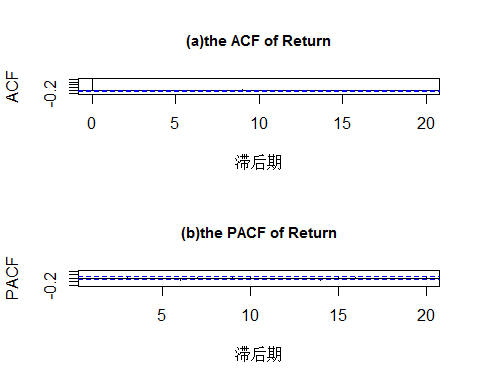 (a)the ACF of Return
ACF
-0.2
0 5 10 15 20
滞后期
(b)the PACF of Return
PACF
-0.2
5 10 15 20
滞后期